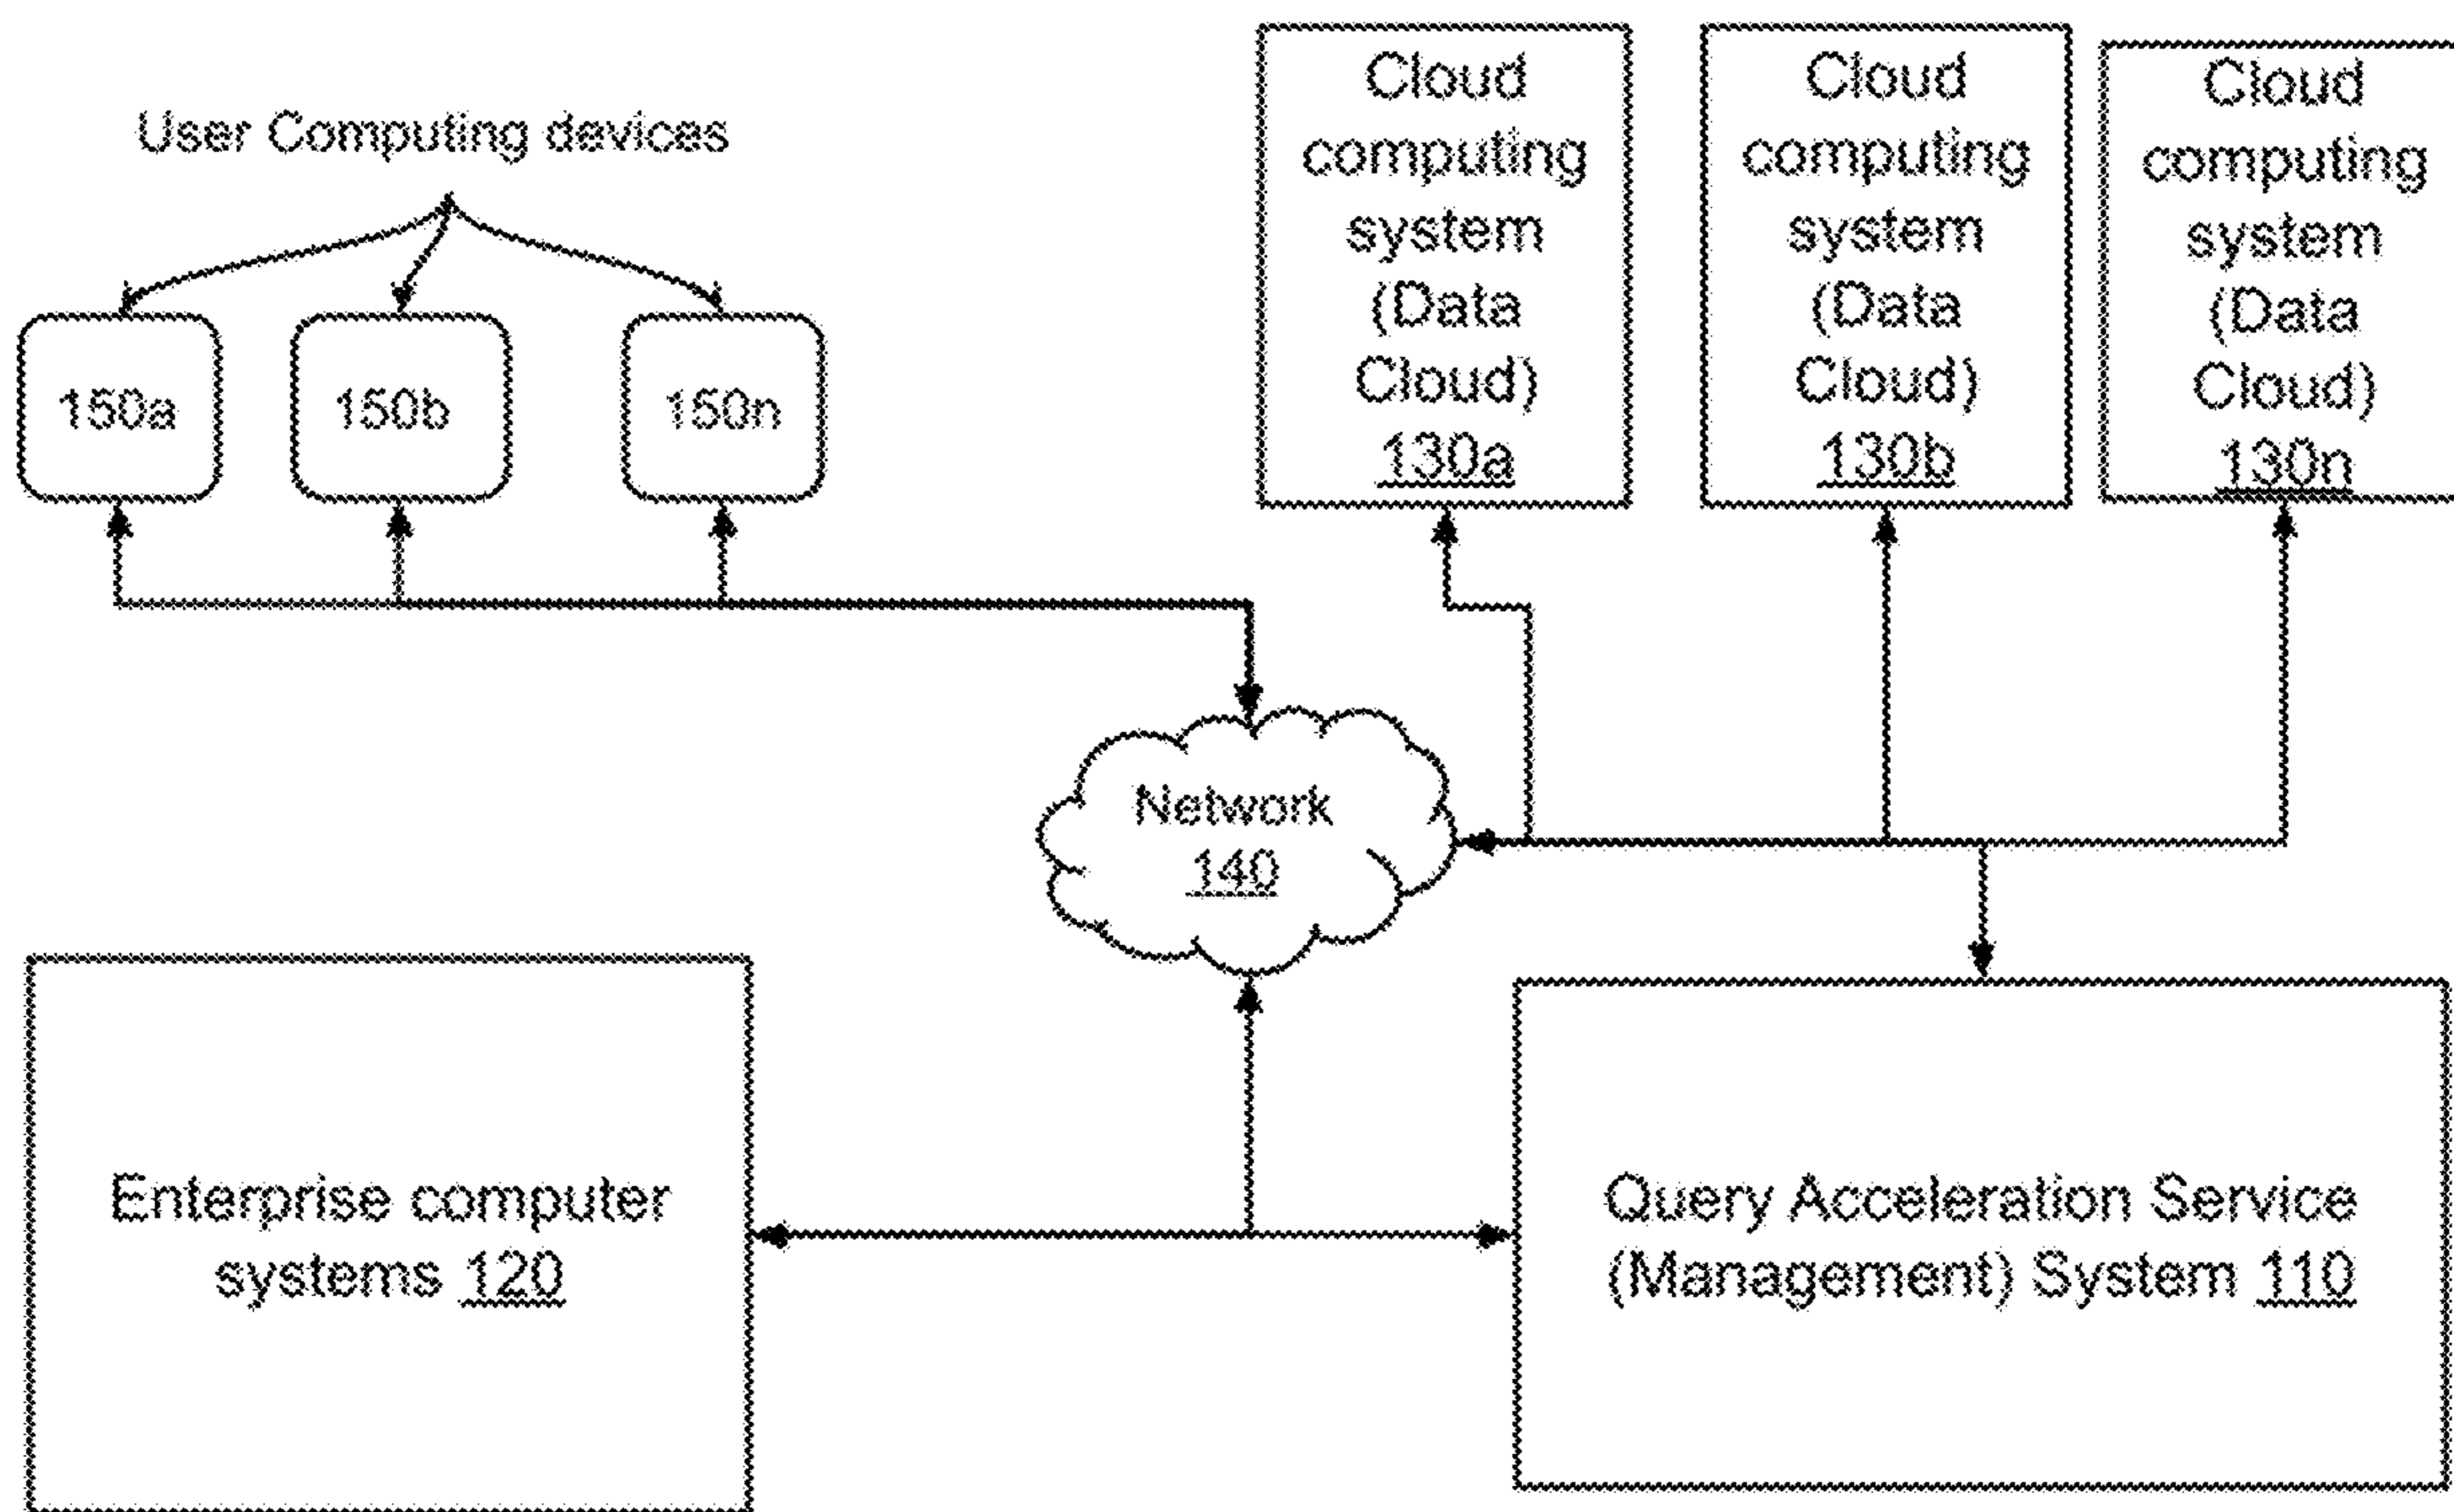 User Computing devices
150a
150b
150n
Cloud
computing
system
(Data
Cloud)
130a
Cloud
computing
system
(Data
Cloud)
130b
Cloud
computing
system
(Data
Cloud)
130n
Network
140
Enterprise computer
systems 120
Query Acceleration Service
(Management) System 110